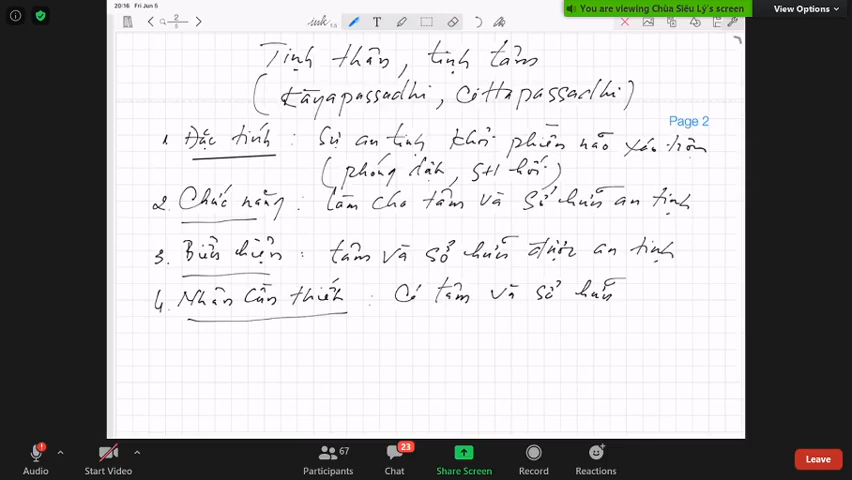 20:16 Fri Jun 5
2
You are viewing Chùa Siêu Lý's screen
View Options
Tịnh thân, tịnh tâm
(Kāyapassadhi, Cittapassadhi)
Page 2
1. Đặc tính : Sự an tịnh khỏi phiền não xáo trộn
(phóng dật, s+1 hối)
2. Chức năng : làm cho tâm và sở hữu an tịnh
3. Biểu hiện : tâm và sở hữu được an tịnh
4. Nhân cần thiết : Có tâm và sở hữu
Audio
Start Video
67
Participants
23
Chat
Share Screen
Record
Reactions
Leave